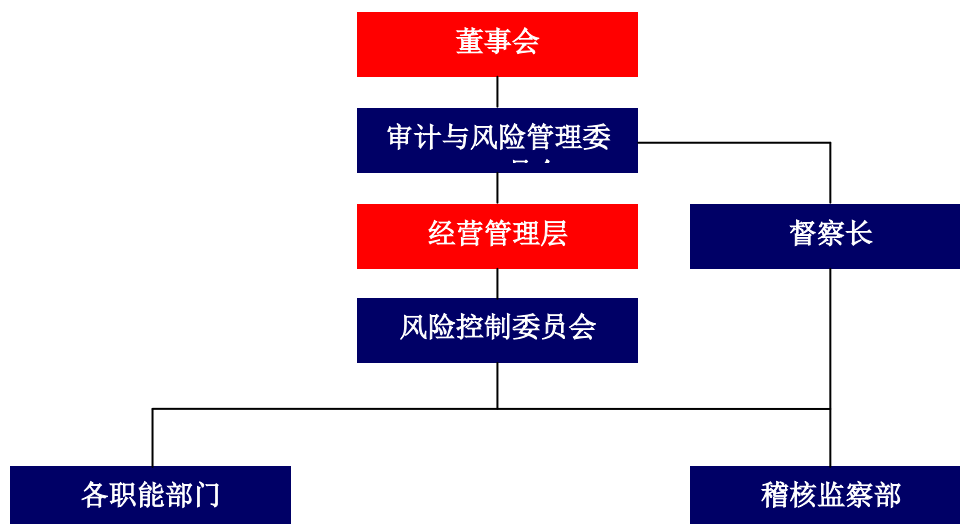 董事会
审计与风险管理委
经营管理层
督察长
风险控制委员会
各职能部门
稽核监察部